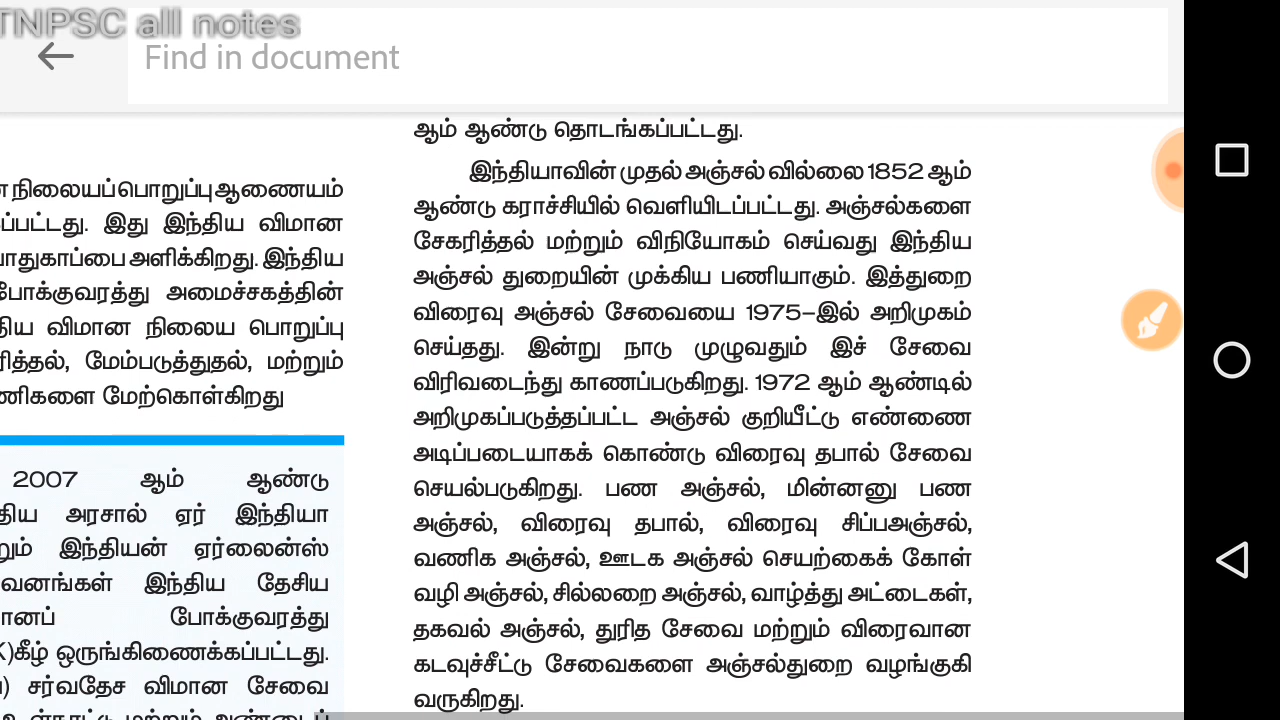 TNPSC all notes
Find in document
நிலையப்பொறுப்பு ஆணையம்
இது இந்திய விமான
அளிக்கிறது. இந்திய
அமைச்சகத்தின்
விமான நிலைய பொறுப்பு
மேம்படுத்துதல், மற்றும்
மேற்கொள்கிறது
2007 ஆம் ஆண்டு
அரசால் ஏர் இந்தியா
இந்தியன் ஏர்லைன்ஸ்
இந்திய தேசிய
போக்குவரத்து
கீழ் ஒருங்கிணைக்கப்பட்டது.
சர்வதேச விமான சேவை
ஆம் ஆண்டு தொடங்கப்பட்டது.
இந்தியாவின் முதல் அஞ்சல் வில்லை 1852 ஆம்
ஆண்டு கராச்சியில் வெளியிடப்பட்டது. அஞ்சல்களை
சேகரித்தல் மற்றும் விநியோகம் செய்வது இந்திய
அஞ்சல் துறையின் முக்கிய பணியாகும். இத்துறை
விரைவு அஞ்சல் சேவையை 1975–இல் அறிமுகம்
செய்தது. இன்று நாடு முழுவதும் இச் சேவை
விரிவடைந்து காணப்படுகிறது. 1972 ஆம் ஆண்டில்
அறிமுகப்படுத்தப்பட்ட அஞ்சல் குறியீட்டு எண்ணை
அடிப்படையாகக் கொண்டு விரைவு தபால் சேவை
செயல்படுகிறது. பண அஞ்சல், மின்னனு பண
அஞ்சல், விரைவு தபால், விரைவு சிப்பஅஞ்சல்,
வணிக அஞ்சல், ஊடக அஞ்சல் செயற்கைக் கோள்
வழி அஞ்சல், சில்லறை அஞ்சல், வாழ்த்து அட்டைகள்,
தகவல் அஞ்சல், துரித சேவை மற்றும் விரைவான
கடவுச்சீட்டு சேவைகளை அஞ்சல்துறை வழங்குகி
வருகிறது.